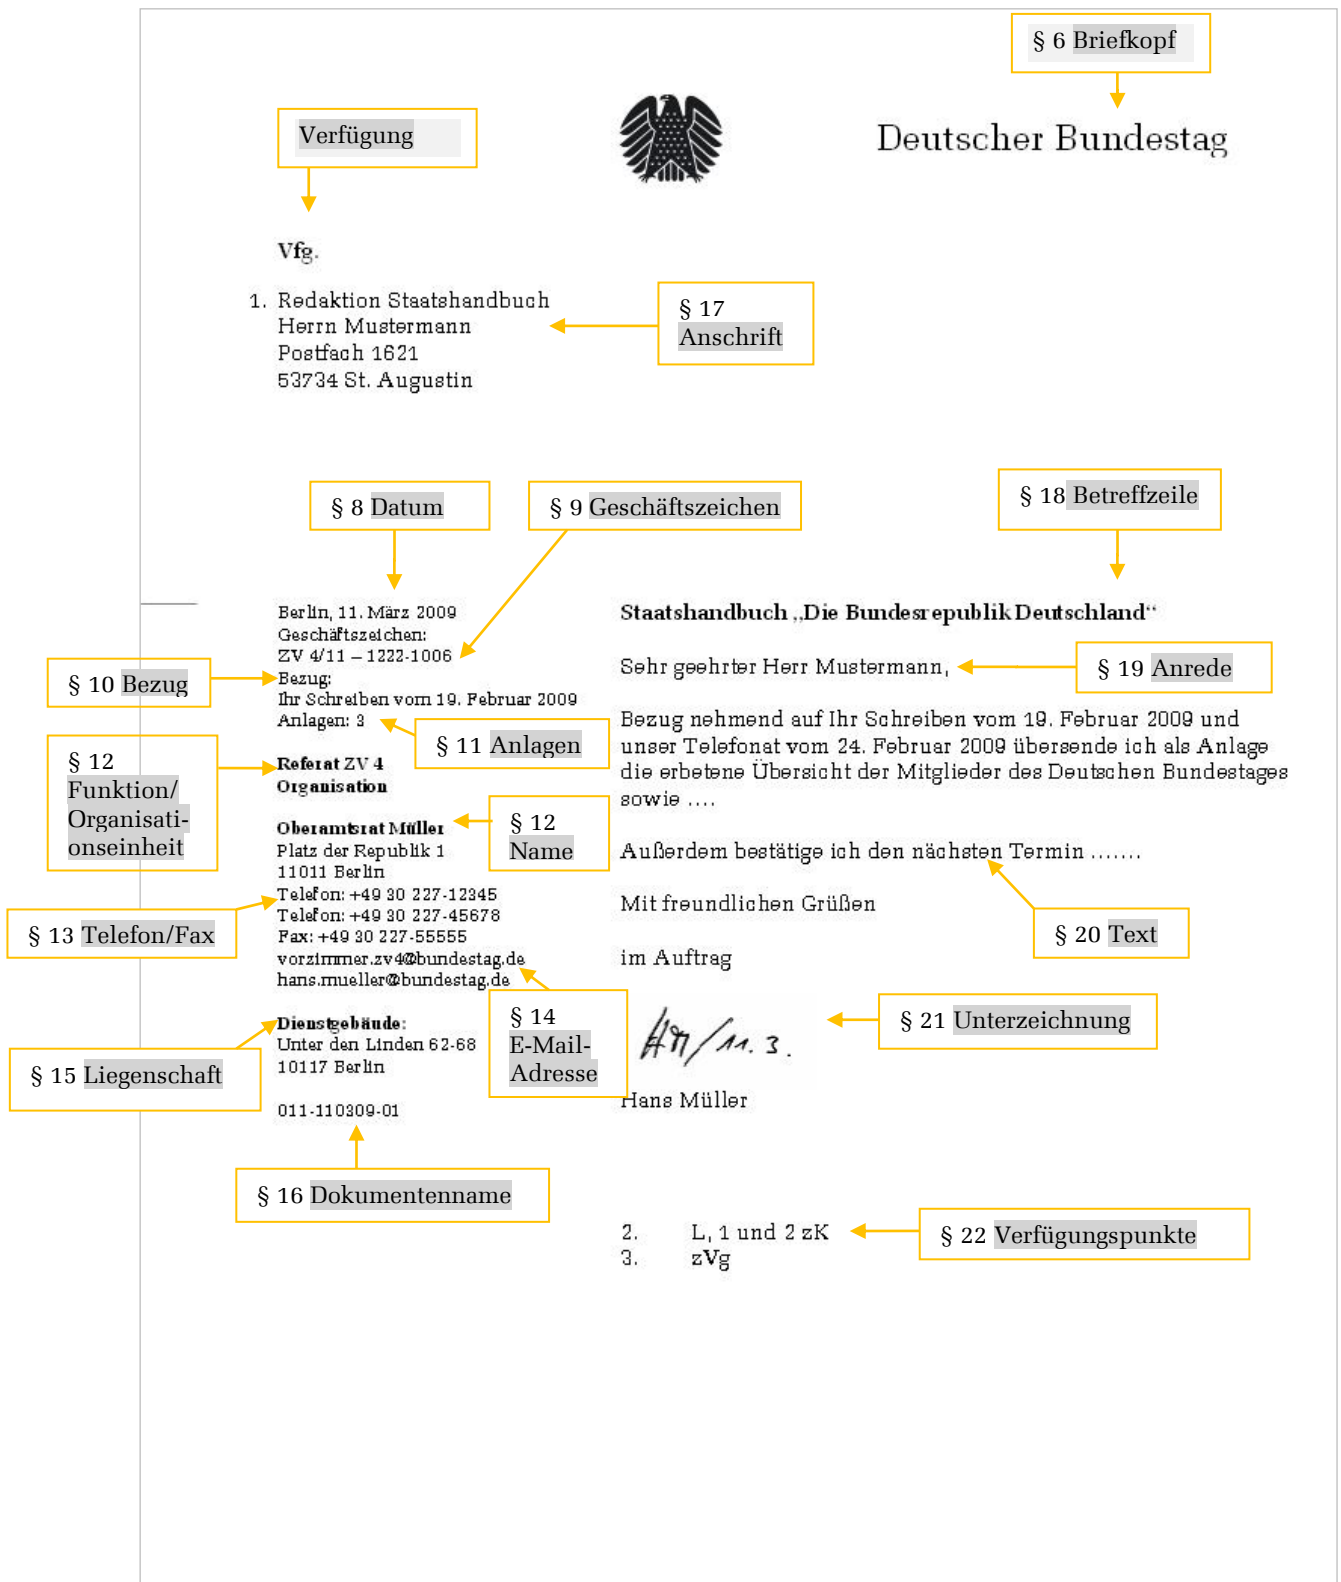 § 6 Briefkopf
Verfügung
Deutscher Bundestag
Vfg.
1. Redaktion Staatshandbuch
Herrn Mustermann
Postfach 1621
53734 St. Augustin
§ 17
Anschrift
§ 8 Datum
§ 9 Geschäftszeichen
§ 18 Betreffzeile
Berlin, 11. März 2009
Geschäftszeichen:
ZV 4/11 – 1222-1006
Bezug:
Ihr Schreiben vom 19. Februar 2009
Anlagen: 3
§ 10 Bezug
§ 11 Anlagen
§ 12
Funktion/
Organisati-
onseinheit
Referat ZV 4
Organisation
Oberamtsrat Müller
Platz der Republik 1
11011 Berlin
Telefon: +49 30 227-12345
Telefon: +49 30 227-45678
Fax: +49 30 227-55555
vorzimmer.zv4@bundestag.de
hans.mueller@bundestag.de
§ 12
Name
§ 13 Telefon/Fax
§ 14
E-Mail-
Adresse
Dienstgebäude:
Unter den Linden 62-68
10117 Berlin
§ 15 Liegenschaft
011-110309-01
§ 16 Dokumentenname
Staatshandbuch „Die Bundesrepublik Deutschland“
Sehr geehrter Herr Mustermann,
§ 19 Anrede
Bezug nehmend auf Ihr Schreiben vom 19. Februar 2009 und
unser Telefonat vom 24. Februar 2009 übersende ich als Anlage
die erbetene Übersicht der Mitglieder des Deutschen Bundestages
sowie ....
Außerdem bestätige ich den nächsten Termin .......
§ 20 Text
Mit freundlichen Grüßen
im Auftrag
/ 11. 3.
§ 21 Unterzeichnung
Hans Müller
2. L, 1 und 2 zK
3. zVg
§ 22 Verfügungspunkte